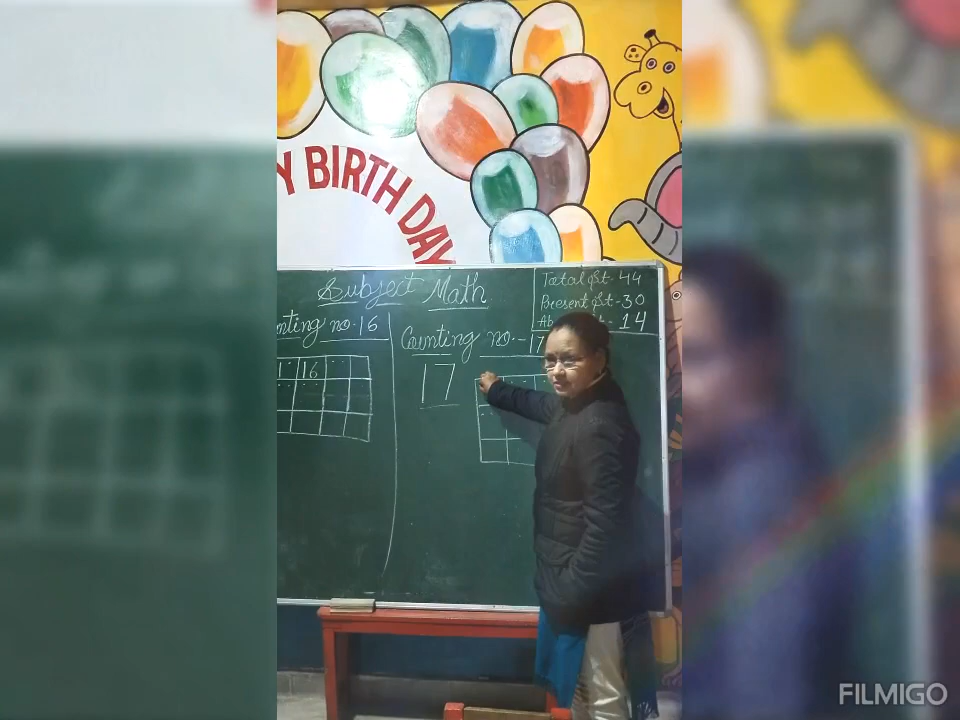 Y BIRTH DAY
Subject Math
Total St - 44
Present St - 30
Ab t - 14
nting no. 16
Counting no. - 17
1 16
17
FILMIGO